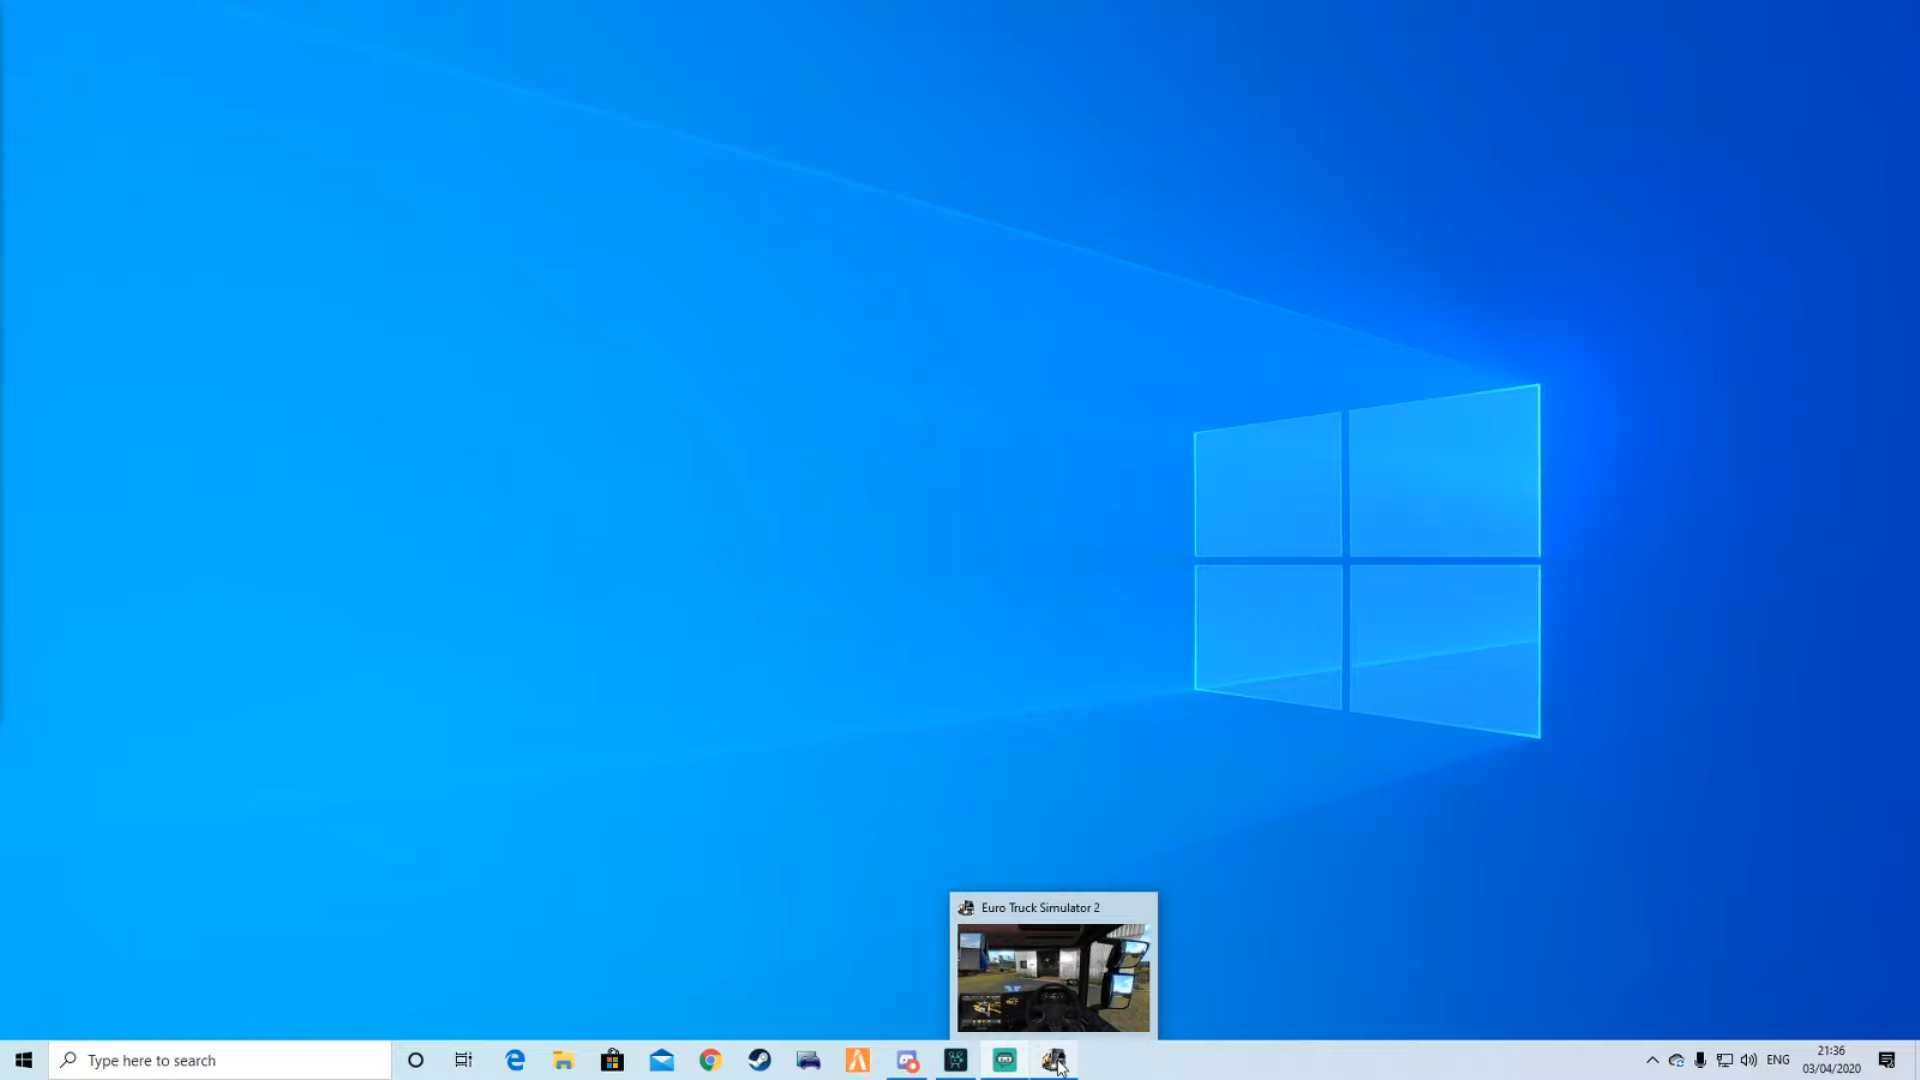 Euro Truck Simulator 2
Type here to search
ENG
21:36
03/04/2020